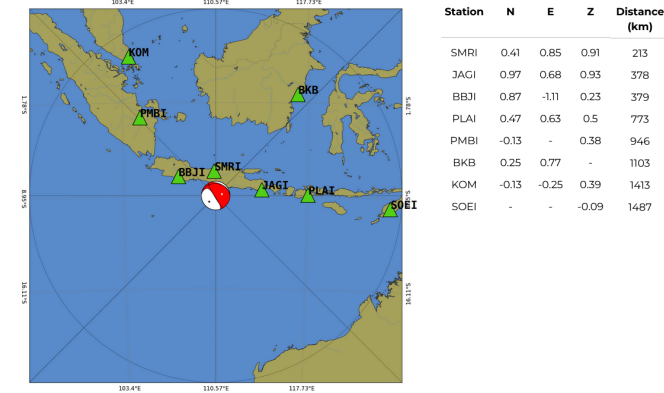 103.4°E 110.57°E 117.73°E
KOM
BKB
1.78°S 1.78°S
PMBI
BBJI SMRI
JAGI PLAI
8.95°S
SOEI
16.11°S 16.11°S
103.4°E 110.57°E 117.73°E
Station N E Z Distance (km)
SMRI 0.41 0.85 0.91 213
JAGI 0.97 0.68 0.93 378
BBJI 0.87 -1.11 0.23 379
PLAI 0.47 0.63 0.5 773
PMBI -0.13 - 0.38 946
BKB 0.25 0.77 - 1103
KOM -0.13 -0.25 0.39 1413
SOEI - - -0.09 1487